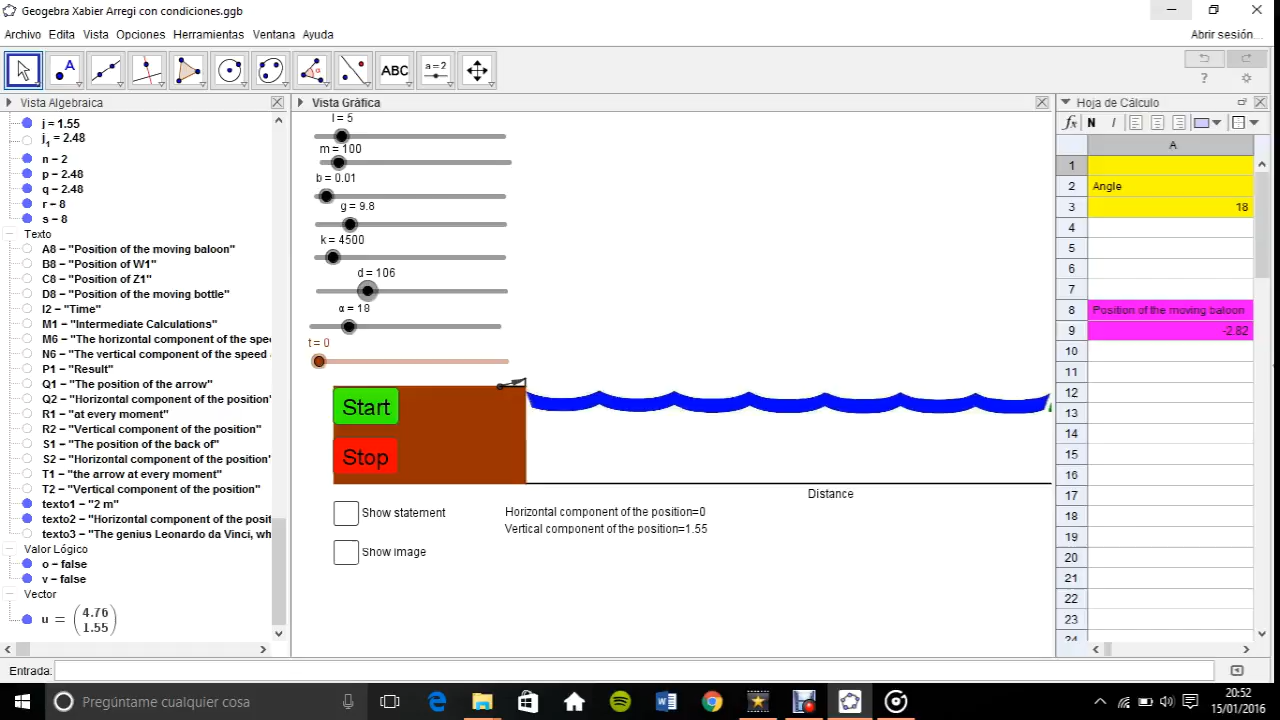 Geogebra Xabier Arregi con condiciones.ggb
Archivo Edita Vista Opciones Herramientas Ventana Ayuda
Abrir sesión...
A
ABC
a = 2
?
Vista Algebraica
Vista Gráfica
Hoja de Cálculo
j = 1.55
j1 = 2.48
n = 2
p = 2.48
q = 2.48
r = 8
s = 8
Texto
A8 = "Position of the moving baloon"
B8 = "Position of W1"
C8 = "Position of Z1"
D8 = "Position of the moving bottle"
I2 = "Time"
M1 = "Intermediate Calculations"
M6 = "The horizontal component of the spe
N6 = "The vertical component of the speed
P1 = "Result"
Q1 = "The position of the arrow"
Q2 = "Horizontal component of the position"
R1 = "at every moment"
R2 = "Vertical component of the position"
S1 = "The position of the back of"
S2 = "Horizontal component of the position"
T1 = "the arrow at every moment"
T2 = "Vertical component of the position"
texto1 = "2 m"
texto2 = "Horizontal component of the posit
texto3 = "The genius Leonardo da Vinci, wh
Valor Lógico
o = false
v = false
Vector
u = (4.76
1.55)
l = 5
m = 100
b = 0.01
g = 9.8
k = 4500
d = 106
α = 18
t = 0
Start
Stop
Distance
Show statement
Show image
Horizontal component of the position=0
Vertical component of the position=1.55
fx N I
A
1
2 Angle
3 18
4
5
6
7
8 Position of the moving baloon
9 -2.82
10
11
12
13
14
15
16
17
18
19
20
21
22
23
24
Entrada:
Pregúntame cualquier cosa
20:52
15/01/2016